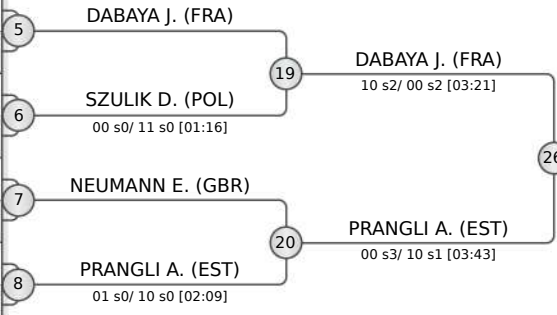 DABAYA J. (FRA)
5
DABAYA J. (FRA)
19
10 s2/ 00 s2 [03:21]
SZULIK D. (POL)
6
00 s0/ 11 s0 [01:16]
26
NEUMANN E. (GBR)
7
PRANGLI A. (EST)
20
00 s3/ 10 s1 [03:43]
PRANGLI A. (EST)
8
01 s0/ 10 s0 [02:09]